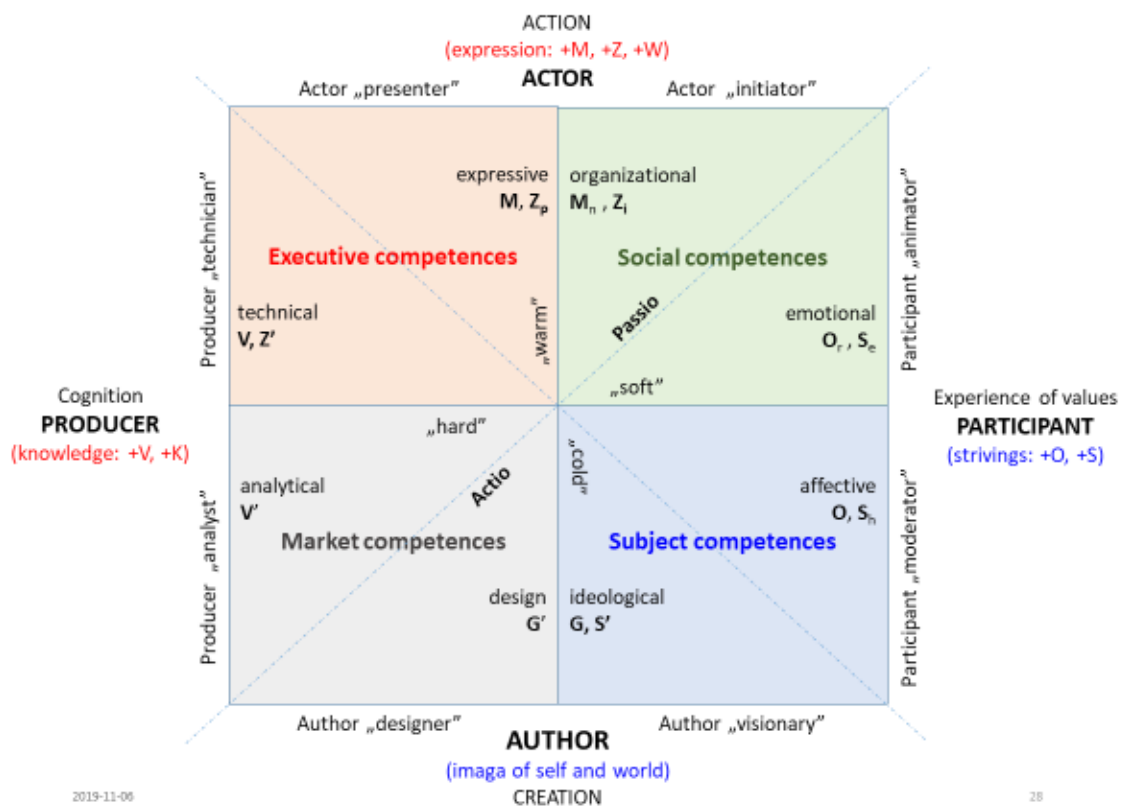 ACTION
(expression: +M, +Z, +W)
ACTOR
Actor „presenter”
Actor „initiator”
Producer „technician”
expressive
M, Zp
organizational
Mn , Zi
Participant „animator”
Executive competences
Social competences
technical
V, Z'
„warm”
Passio
emotional
Or , Se
„soft”
Cognition
PRODUCER
(knowledge: +V, +K)
Experience of values
PARTICIPANT
(strivings: +O, +S)
„hard”
„cold”
Actio
Producer „analyst”
analytical
V'
affective
O, Sh
Participant „moderator”
Market competences
Subject competences
design
G'
ideological
G, S'
Author „designer”
Author „visionary”
AUTHOR
(imaga of self and world)
CREATION
2019-11-06
28